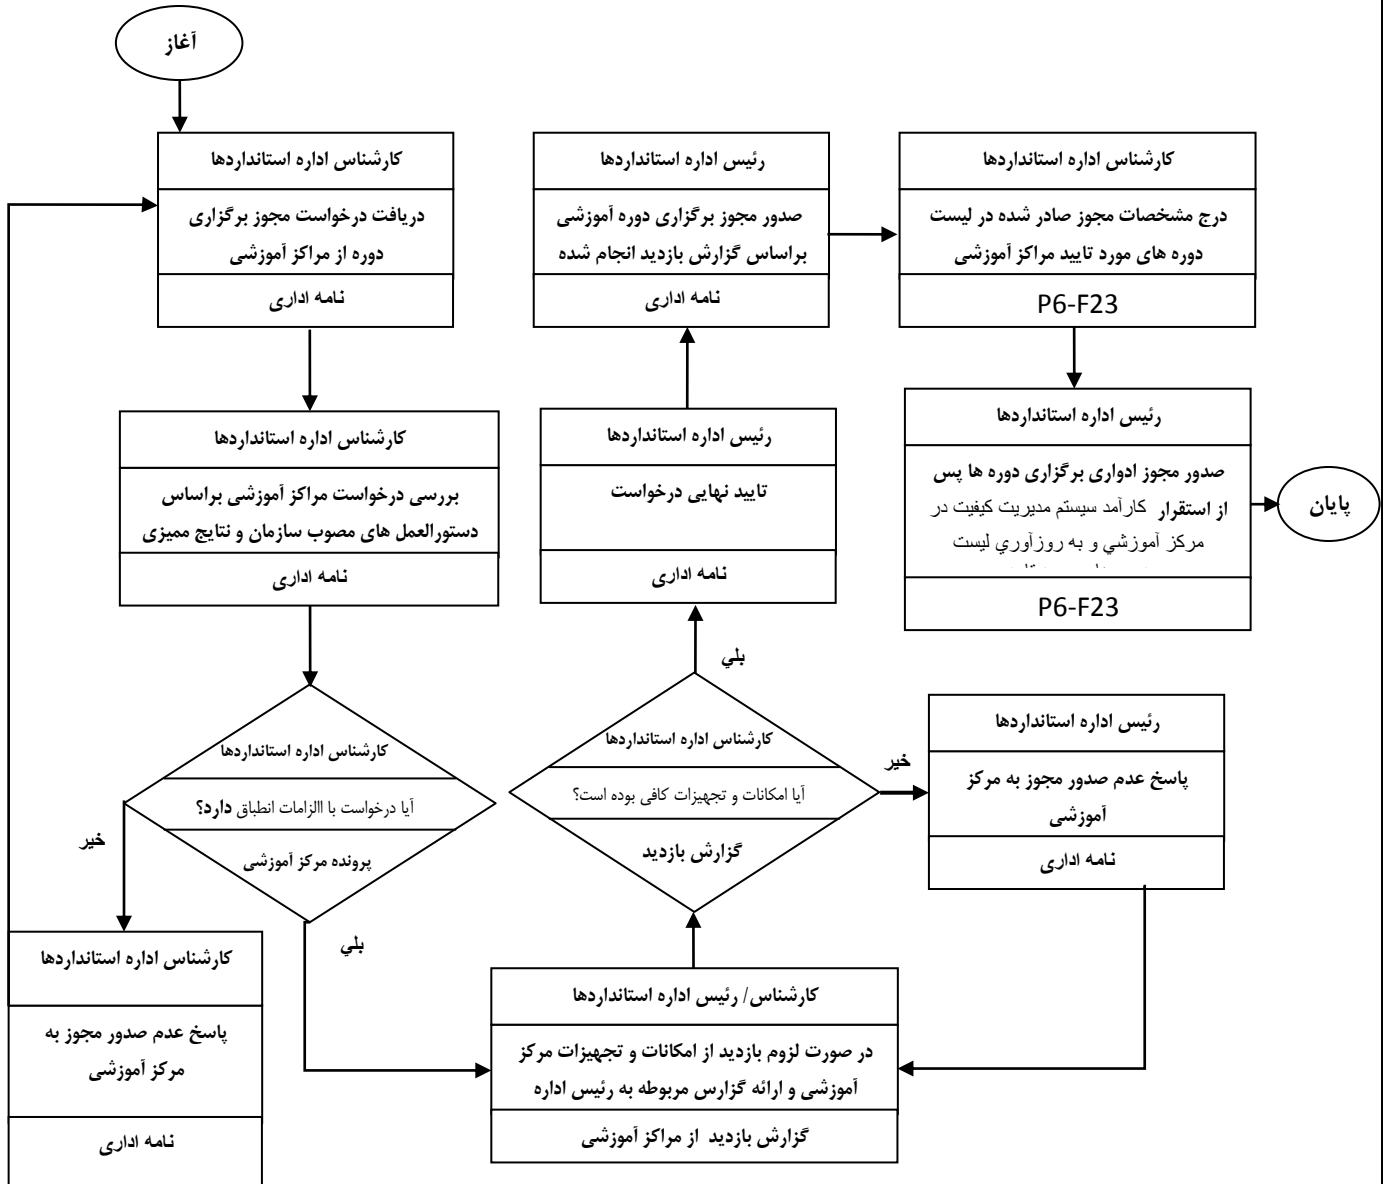 آغاز
کارشناس اداره استانداردها
دریافت درخواست مجوز برگزاری
دوره از مراکز آموزشی
نامه اداری
کارشناس اداره استانداردها
بررسی درخواست مراکز آموزشی براساس
دستورالعمل های مصوب سازمان و نتایج ممیزی
نامه اداری
کارشناس اداره استانداردها
آیا درخواست با االزامات انطباق دارد؟
پرونده مرکز آموزشی
خیر
بلي
کارشناس اداره استانداردها
پاسخ عدم صدور مجوز به
مرکز آموزشی
نامه اداری
کارشناس/ رئیس اداره استانداردها
در صورت لزوم بازدید از امکانات و تجهیزات مرکز
آموزشی و ارائه گزارس مربوطه به رئیس اداره
گزارش بازدید از مراکز آموزشی
کارشناس اداره استانداردها
آیا امکانات و تجهیزات کافی بوده است؟
گزارش بازدید
خیر
بلي
رئیس اداره استانداردها
پاسخ عدم صدور مجوز به مرکز
آموزشی
نامه اداری
رئیس اداره استانداردها
تایید نهایی درخواست
نامه اداری
رئیس اداره استانداردها
صدور مجوز برگزاری دوره آموزشی
براساس گزارش بازدید انجام شده
نامه اداری
کارشناس اداره استانداردها
درج مشخصات مجوز صادر شده در لیست
دوره های مورد تایید مراکز آموزشی
P6-F23
رئیس اداره استانداردها
صدور مجوز ادواری برگزاری دوره ها پس
از استقرار کارآمد سیستم مدیریت کیفیت در
مرکز آموزشي و به روزآوري لیست
P6-F23
پایان